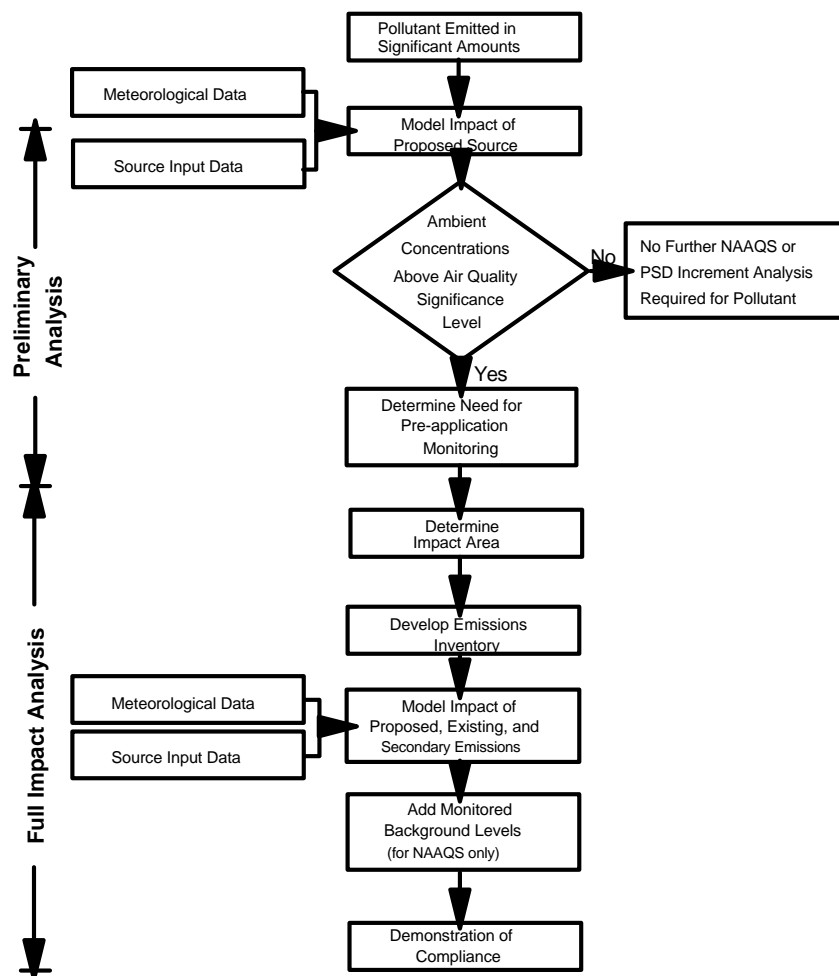 Pollutant Emitted in
Significant Amounts
Meteorological Data
Source Input Data
Model Impact of
Proposed Source
Ambient
Concentrations
Above Air Quality
Significance
Level
No
No Further NAAQS or
PSD Increment Analysis
Required for Pollutant
Yes
Determine Need for
Pre-application
Monitoring
Preliminary
Analysis
Determine
Impact Area
Develop Emissions
Inventory
Meteorological Data
Source Input Data
Model Impact of
Proposed, Existing, and
Secondary Emissions
Add Monitored
Background Levels
(for NAAQS only)
Demonstration of
Compliance
Full Impact Analysis